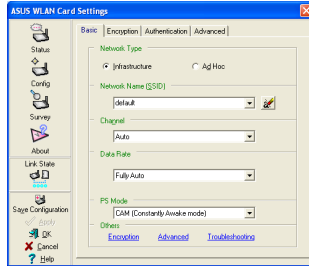 ASUS WLAN Card Settings
Status
Config
Survey
About
Link State
Save Configuration
Apply
OK
Cancel
Help
Basic
Encryption
Authentication
Advanced
Network Type
Infrastructure
Ad Hoc
Network Name (SSID)
default
Channel
Auto
Data Rate
Fully Auto
PS Mode
CAM (Constantly Awake mode)
Others
Encryption
Advanced
Troubleshooting